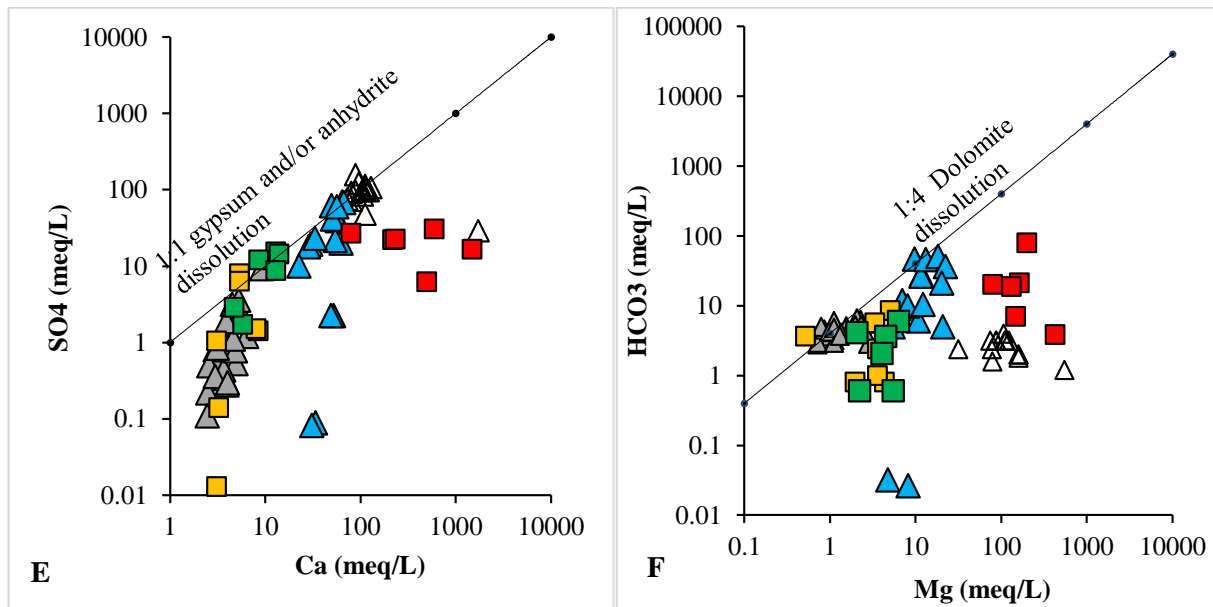 10000
1000
100
10
1
0.1
0.01
SO4 (meq/L)
1:1 gypsum and/or anhydrite
dissolution
1
10
100
1000
10000
Ca (meq/L)
E
100000
10000
1000
100
10
1
0.1
0.01
HCO3 (meq/L)
1:4 Dolomite
dissolution
0.1
1
10
100
1000
10000
Mg (meq/L)
F